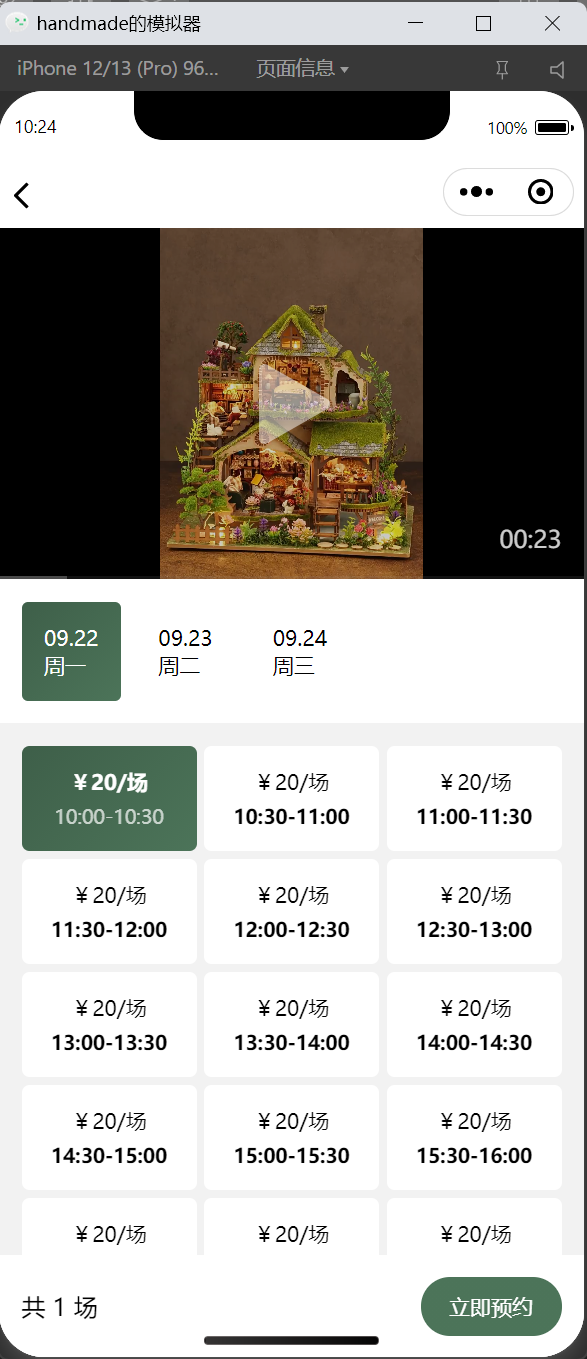 handmade的模拟器
iPhone 12/13 (Pro) 96... 页面信息
10:24 100%
00:23
09.22 09.23 09.24
周一 周二 周三
￥20/场 ￥20/场 ￥20/场
10:00-10:30 10:30-11:00 11:00-11:30
￥20/场 ￥20/场 ￥20/场
11:30-12:00 12:00-12:30 12:30-13:00
￥20/场 ￥20/场 ￥20/场
13:00-13:30 13:30-14:00 14:00-14:30
￥20/场 ￥20/场 ￥20/场
14:30-15:00 15:00-15:30 15:30-16:00
￥20/场 ￥20/场 ￥20/场
共 1 场 立即预约